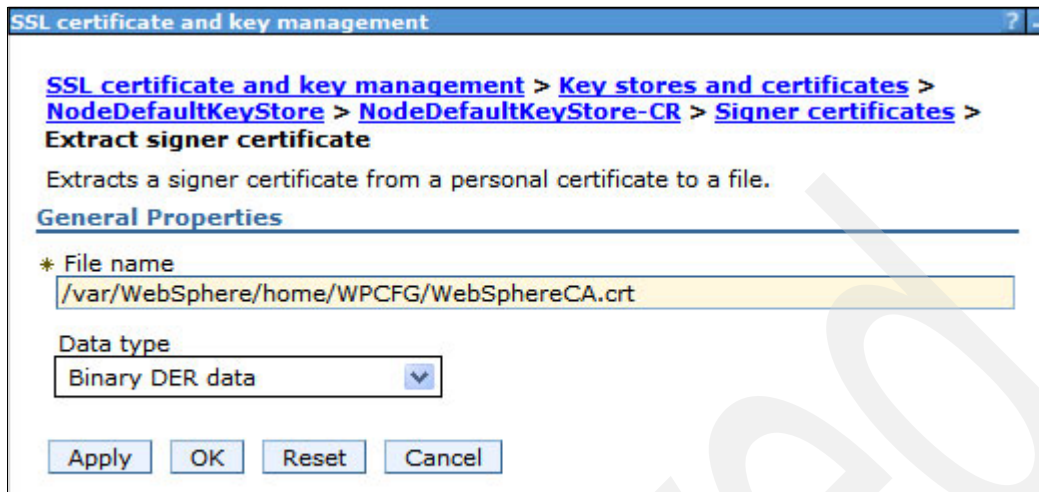 SSL certificate and key management ? -
SSL certificate and key management > Key stores and certificates >
NodeDefaultKeyStore > NodeDefaultKeyStore-CR > Signer certificates >
Extract signer certificate
Extracts a signer certificate from a personal certificate to a file.
General Properties
* File name
/var/WebSphere/home/WPCFG/WebSphereCA.crt
Data type
Binary DER data
Apply OK Reset Cancel